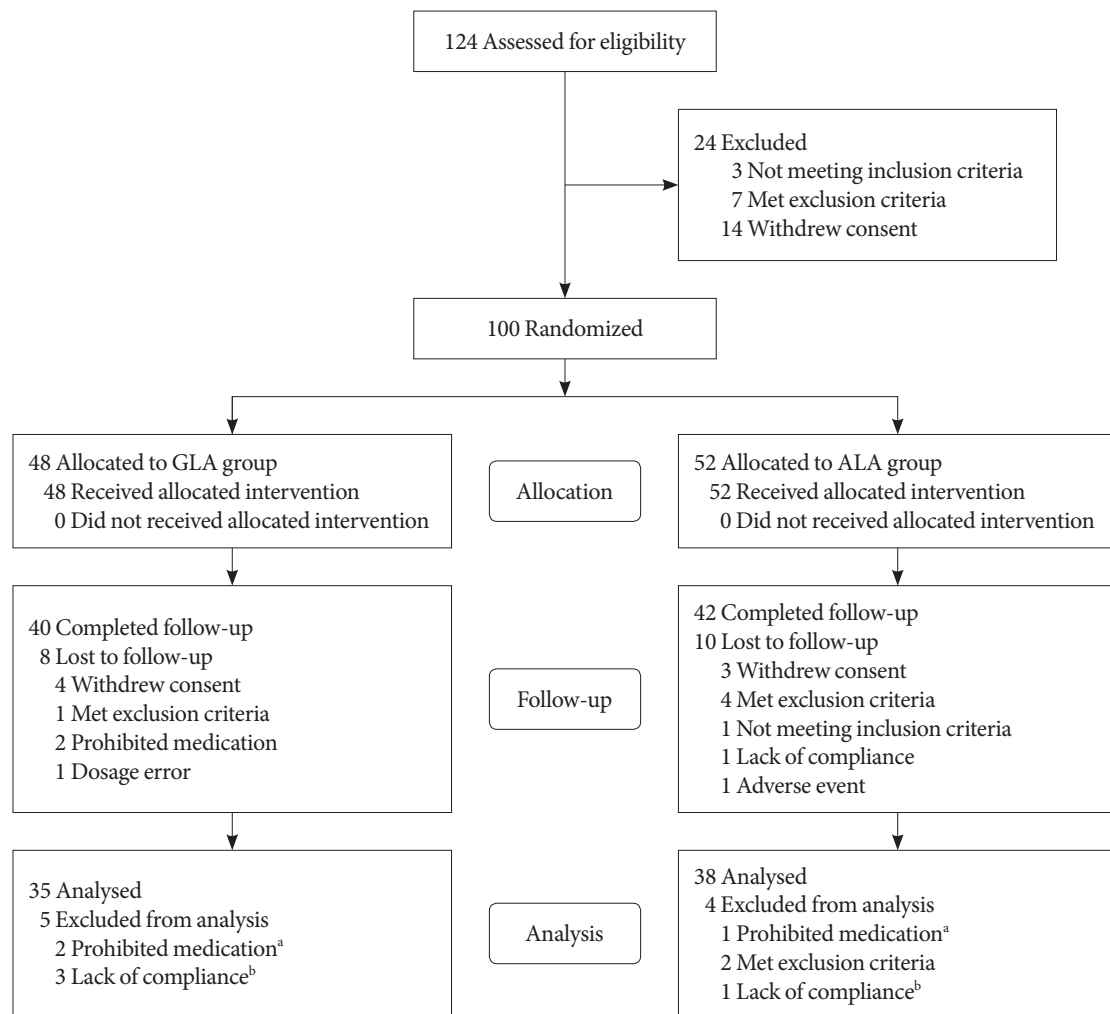 124 Assessed for eligibility
24 Excluded
3 Not meeting inclusion criteria
7 Met exclusion criteria
14 Withdrew consent
100 Randomized
48 Allocated to GLA group
48 Received allocated intervention
0 Did not received allocated intervention
Allocation
52 Allocated to ALA group
52 Received allocated intervention
0 Did not received allocated intervention
40 Completed follow-up
8 Lost to follow-up
4 Withdrew consent
1 Met exclusion criteria
2 Prohibited medication
1 Dosage error
Follow-up
42 Completed follow-up
10 Lost to follow-up
3 Withdrew consent
4 Met exclusion criteria
1 Not meeting inclusion criteria
1 Lack of compliance
1 Adverse event
35 Analysed
5 Excluded from analysis
2 Prohibited medicationᵃ
3 Lack of complianceᵇ
Analysis
38 Analysed
4 Excluded from analysis
1 Prohibited medicationᵃ
2 Met exclusion criteria
1 Lack of complianceᵇ